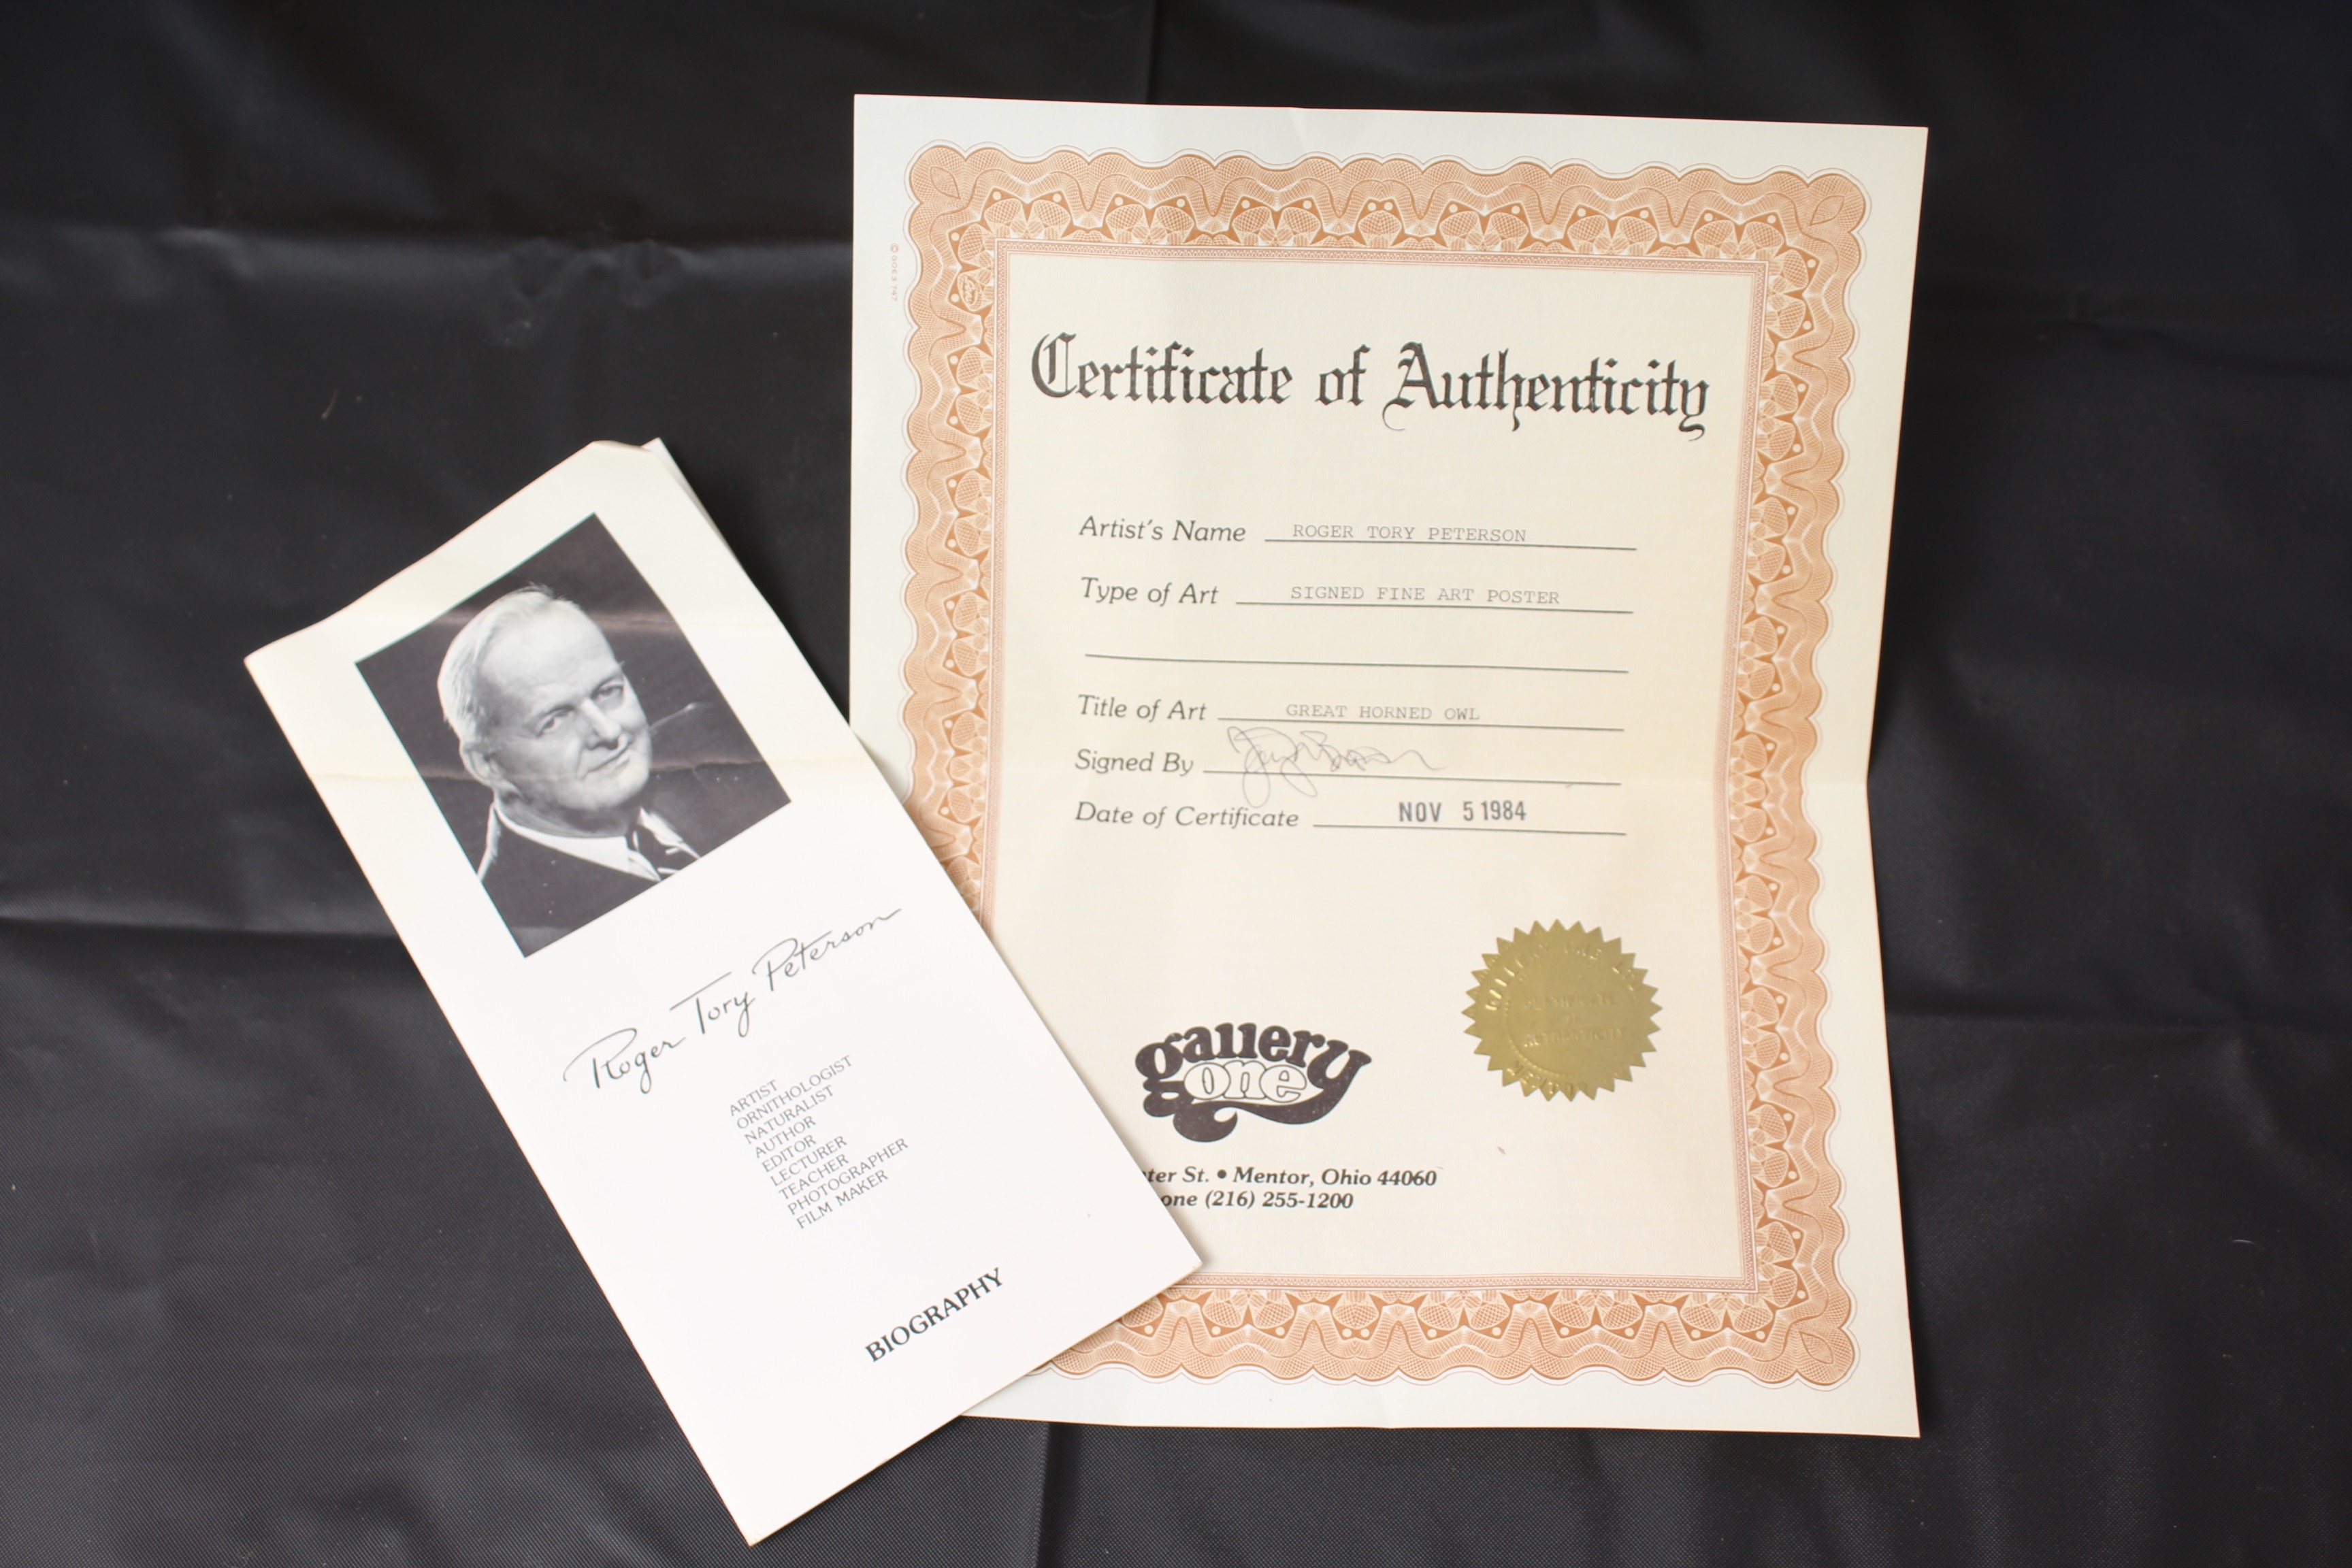 Roger Tory Peterson
ARTIST
ORNITHOLOGIST
NATURALIST
AUTHOR
EDITOR
LECTURER
TEACHER
PHOTOGRAPHER
FILM MAKER
BIOGRAPHY
Certificate of Authenticity
Artist's Name ROGER TORY PETERSON
Type of Art SIGNED FINE ART POSTER
Title of Art GREAT HORNED OWL
Signed By
Date of Certificate NOV 5 1984
gallery
one
ter St. • Mentor, Ohio 44060
one (216) 255-1200